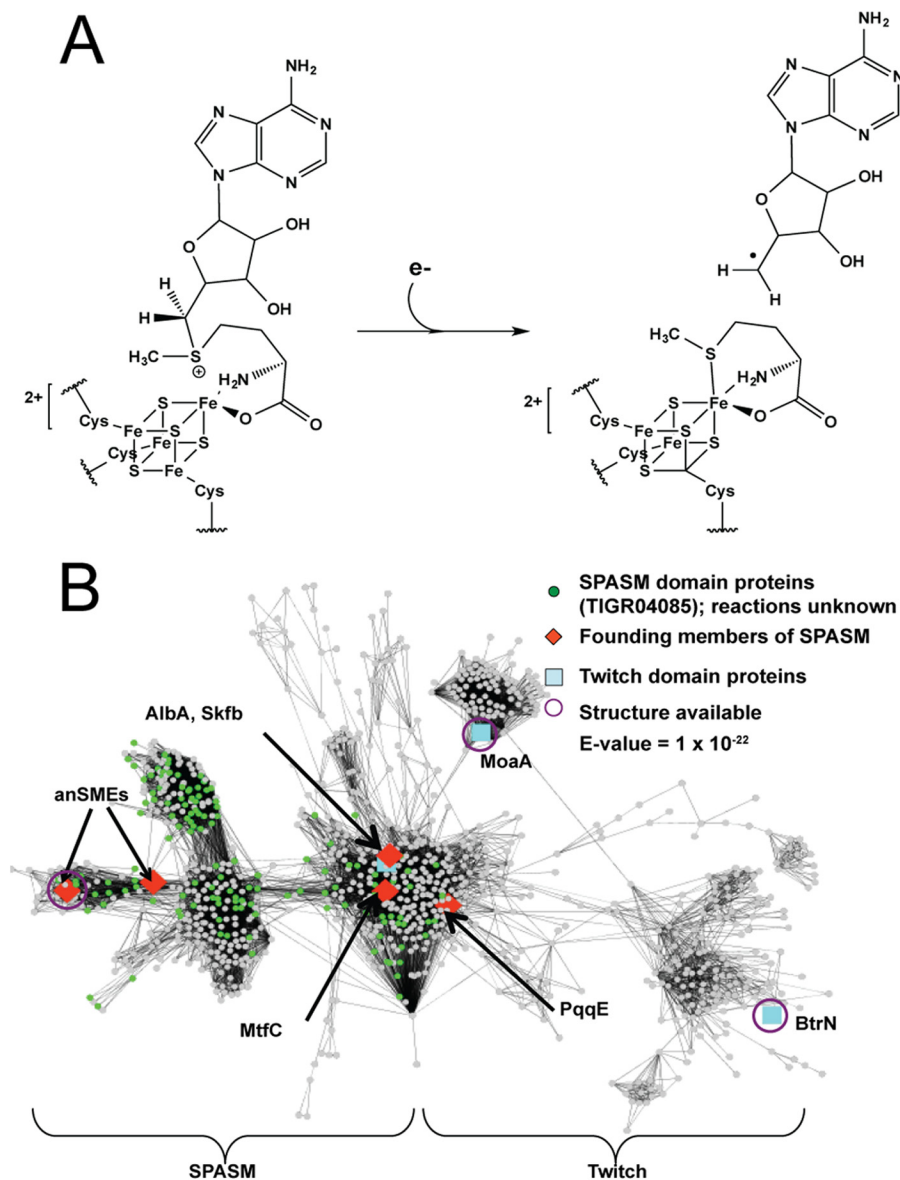 A
NH₂
N
N
N
N
O
OH
OH
H
H
H₃C
S
⊕
H₂N
O
O
2+
S
Fe
Cys
Fe
S
S
Cys
Fe
S
Fe
Cys
e-
NH₂
N
N
N
N
O
OH
OH
H
H
H₃C
S
H₂N
O
O
2+
S
Fe
Cys
Fe
S
S
Cys
Fe
S
Cys
B
SPASM domain proteins
(TIGR04085); reactions unknown
Founding members of SPASM
Twitch domain proteins
Structure available
E-value = 1 x 10⁻²²
AlbA, Skfb
MoaA
anSMEs
MtfC
PqqE
BtrN
SPASM
Twitch